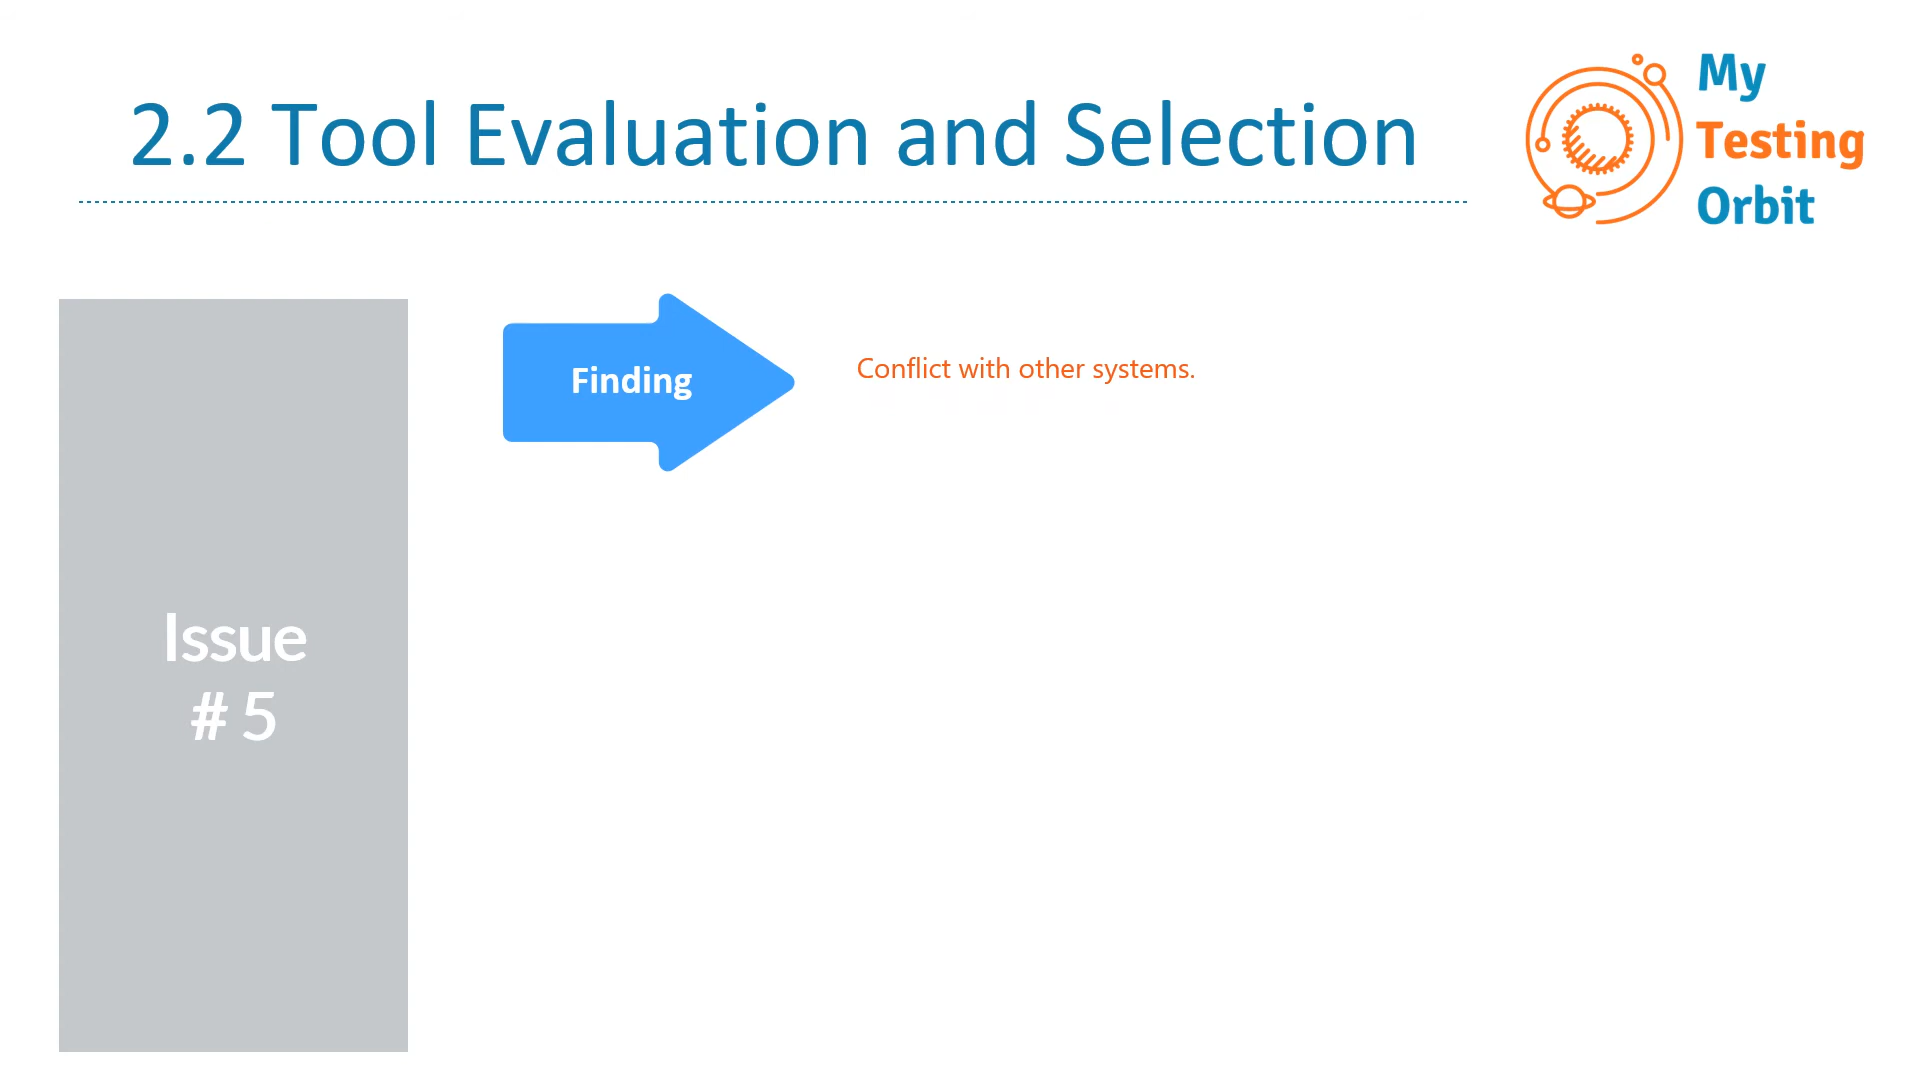 2.2 Tool Evaluation and Selection
My
Testing
Orbit
Finding
Conflict with other systems.
Issue
# 5